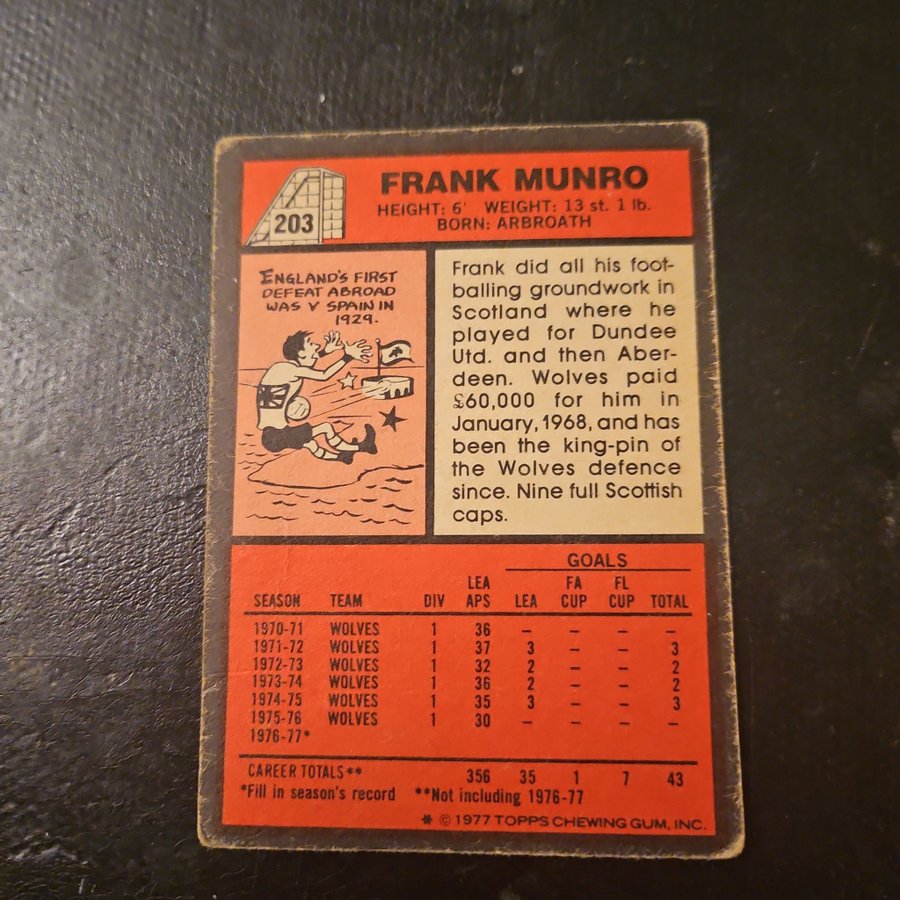 203
FRANK MUNRO
HEIGHT: 6' WEIGHT: 13 st. 1 lb.
BORN: ARBROATH
ENGLAND'S FIRST
DEFEAT ABROAD
WAS V SPAIN IN
1929.
Frank did all his foot-
balling groundwork in
Scotland where he
played for Dundee
Utd. and then Aber-
deen. Wolves paid
£60,000 for him in
January, 1968, and has
been the king-pin of
the Wolves defence
since. Nine full Scottish
caps.
GOALS
LEA FA FL
SEASON TEAM DIV APS LEA CUP CUP TOTAL
1970-71 WOLVES 1 36 – – – –
1971-72 WOLVES 1 37 3 – – 3
1972-73 WOLVES 1 32 2 – – 2
1973-74 WOLVES 1 36 2 – – 2
1974-75 WOLVES 1 35 3 – – 3
1975-76 WOLVES 1 30 – – – –
1976-77*
CAREER TOTALS** 356 35 1 7 43
*Fill in season's record **Not including 1976-77
* © 1977 TOPPS CHEWING GUM, INC.